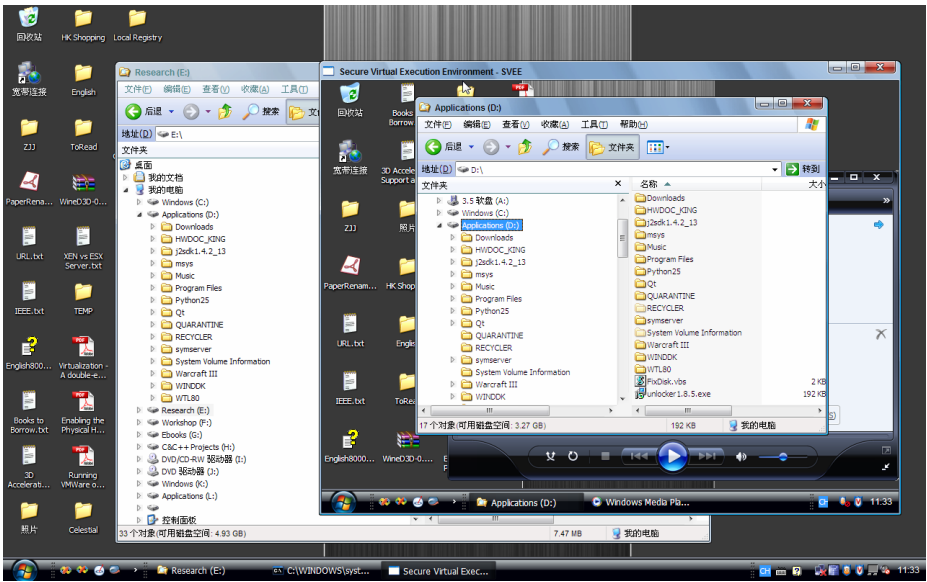 回收站
HK Shopping
Local Registry
宽带连接
English
ZJJ
ToRead
PaperRena...
WineD3D-0...
URL.txt
XEN vs ESX
Server.txt
IEEE.txt
TEMP
English800...
Virtualization -
A double-e...
Books to
Borrow.txt
Enabling the
Physical H...
3D
Accelerati...
Running
VMWare o...
照片
Celestial
Research (E:)
文件(F) 编辑(E) 查看(V) 收藏(A) 工具(T)
后退 搜索
地址(D) E:\
文件夹
桌面
我的文档
我的电脑
Windows (C:)
Applications (D:)
Downloads
HWDOC_KING
j2sdk1.4.2_13
msys
Music
Program Files
Python25
Qt
QUARANTINE
RECYCLER
symserver
System Volume Information
Warcraft III
WINDDK
WTL80
Research (E:)
Workshop (F:)
Ebooks (G:)
C&C++ Projects (H:)
DVD/CD-RW 驱动器 (I:)
DVD 驱动器 (J:)
Windows (K:)
Applications (L:)
控制面板
33 个对象(可用磁盘空间: 4.93 GB)
7.47 MB
我的电脑
Secure Virtual Execution Environment - SVEE
回收站
Books
Borrow
宽带连接
3D Accele
Support a
ZJJ
照片
PaperRenam...
HK Shop
URL.txt
Englis
IEEE.txt
ToRea
English8000...
WineD3D-0....
Applications (D:)
文件(F) 编辑(E) 查看(V) 收藏(A) 工具(T) 帮助(H)
后退 搜索 文件夹
地址(D) D:\ 转到
文件夹
名称
大小
3.5 软盘 (A:)
Windows (C:)
Applications (D:)
Downloads
HWDOC_KING
j2sdk1.4.2_13
msys
Music
Program Files
Python25
Qt
QUARANTINE
RECYCLER
symserver
System Volume Information
Warcraft III
WINDDK
Downloads
HWDOC_KING
j2sdk1.4.2_13
msys
Music
Python25
Qt
QUARANTINE
RECYCLER
symserver
System Volume Information
Warcraft III
WINDDK
WTL80
FixDisk.vbs 2 KB
unlocker1.8.5.exe 192 KB
17 个对象(可用磁盘空间: 3.27 GB)
192 KB
我的电脑
Applications (D:)
Windows Media Pla...
CH
11:33
Research (E:)
C:\WINDOWS\syst...
Secure Virtual Exec...
CH
11:33